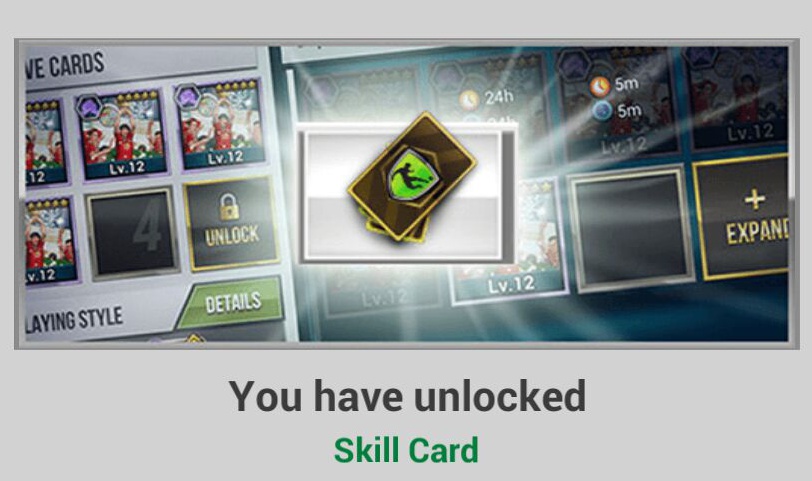 VE CARDS
24h
5m
5m
24h
12
Lv.12
Lv.12
Lv.12
Lv.12
4
UNLOCK
+
EXPAND
v.12
Lv.12
Lv.12
LAYING STYLE
DETAILS
You have unlocked
Skill Card